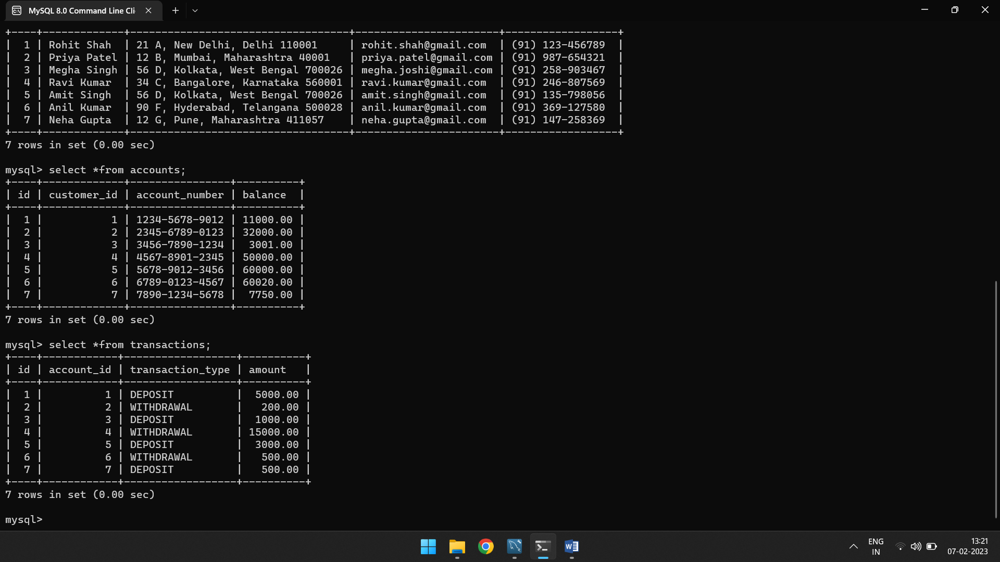 MySQL 8.0 Command Line Cli
+----+-------------+-----------------------------------+-----------------------+------------------+
|  1 | Rohit Shah  | 21 A, New Delhi, Delhi 110001     | rohit.shah@gmail.com  | (91) 123-456789  |
|  2 | Priya Patel | 12 B, Mumbai, Maharashtra 40001   | priya.patel@gmail.com | (91) 987-654321  |
|  3 | Megha Singh | 56 D, Kolkata, West Bengal 700026 | megha.joshi@gmail.com | (91) 258-903467  |
|  4 | Ravi Kumar  | 34 C, Bangalore, Karnataka 560001 | ravi.kumar@gmail.com  | (91) 246-807569  |
|  5 | Amit Singh  | 56 D, Kolkata, West Bengal 700026 | amit.singh@gmail.com  | (91) 135-798056  |
|  6 | Anil Kumar  | 90 F, Hyderabad, Telangana 500028 | anil.kumar@gmail.com  | (91) 369-127580  |
|  7 | Neha Gupta  | 12 G, Pune, Maharashtra 411057    | neha.gupta@gmail.com  | (91) 147-258369  |
+----+-------------+-----------------------------------+-----------------------+------------------+
7 rows in set (0.00 sec)
mysql> select *from accounts;
+----+-------------+----------------+----------+
| id | customer_id | account_number | balance  |
+----+-------------+----------------+----------+
|  1 |           1 | 1234-5678-9012 | 11000.00 |
|  2 |           2 | 2345-6789-0123 | 32000.00 |
|  3 |           3 | 3456-7890-1234 |  3001.00 |
|  4 |           4 | 4567-8901-2345 | 50000.00 |
|  5 |           5 | 5678-9012-3456 | 60000.00 |
|  6 |           6 | 6789-0123-4567 | 60020.00 |
|  7 |           7 | 7890-1234-5678 |  7750.00 |
+----+-------------+----------------+----------+
7 rows in set (0.00 sec)
mysql> select *from transactions;
+----+------------+------------------+----------+
| id | account_id | transaction_type | amount   |
+----+------------+------------------+----------+
|  1 |          1 | DEPOSIT          |  5000.00 |
|  2 |          2 | WITHDRAWAL       |   200.00 |
|  3 |          3 | DEPOSIT          |  1000.00 |
|  4 |          4 | WITHDRAWAL       | 15000.00 |
|  5 |          5 | DEPOSIT          |  3000.00 |
|  6 |          6 | WITHDRAWAL       |   500.00 |
|  7 |          7 | DEPOSIT          |   500.00 |
+----+------------+------------------+----------+
7 rows in set (0.00 sec)
mysql>
W
ENG
IN
13:21
07-02-2023